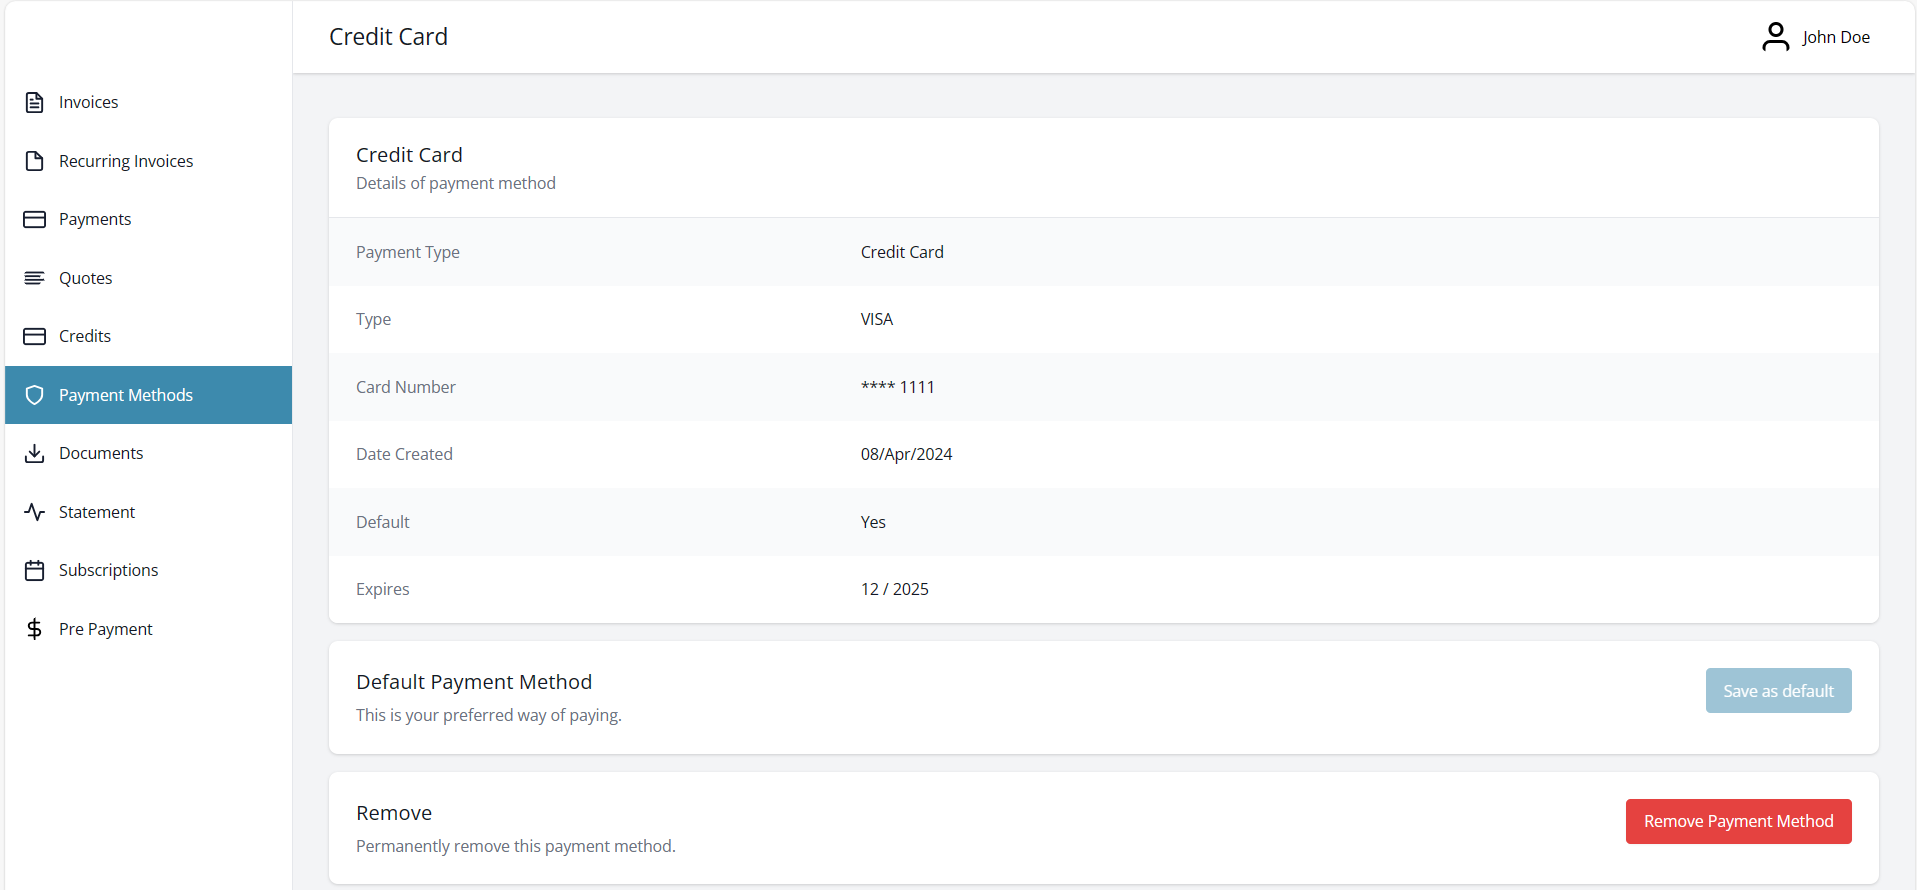 Credit Card
John Doe
Invoices
Recurring Invoices
Payments
Quotes
Credits
Payment Methods
Documents
Statement
Subscriptions
Pre Payment
Credit Card
Details of payment method
Payment Type Credit Card
Type VISA
Card Number **** 1111
Date Created 08/Apr/2024
Default Yes
Expires 12 / 2025
Default Payment Method
This is your preferred way of paying.
Save as default
Remove
Permanently remove this payment method.
Remove Payment Method